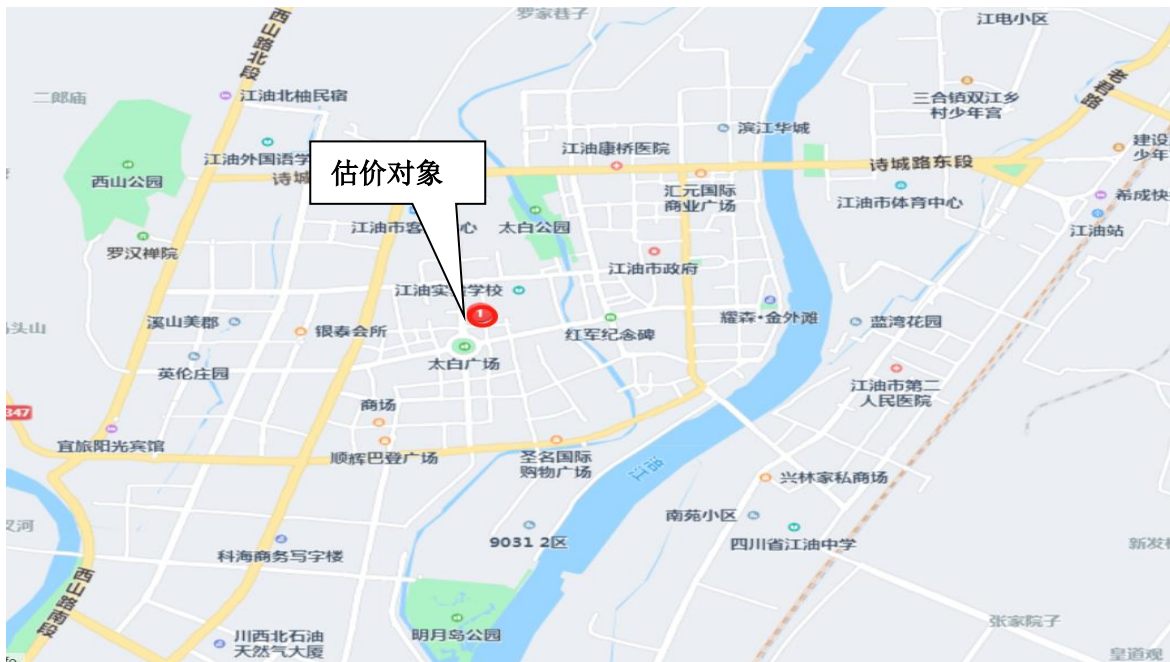 罗家巷子
江电小区
西山路北段
老君路
二郎庙
江油北柚民宿
三合镇双江乡
村少年宫
滨江华城
建设
少年
江油外国语学
江油康桥医院
诗城路东段
西山公园
诗城
估价对象
汇元国际
商业广场
江油市体育中心
希成快
江油市客
心
太白公园
江油站
罗汉禅院
江油市政府
江油实验学校
马头山
溪山美郡
银泰会所
红军纪念碑
耀森·金外滩
蓝湾花园
太白广场
英伦庄园
江油市第二
人民医院
商场
347
宜旅阳光宾馆
顺辉巴登广场
圣名国际
购物广场
兴林家私商场
南苑小区
9031 2区
四川省江油中学
新发
科海商务写字楼
西山路南段
明月岛公园
张家院子
川西北石油
天然气大厦
皇道观